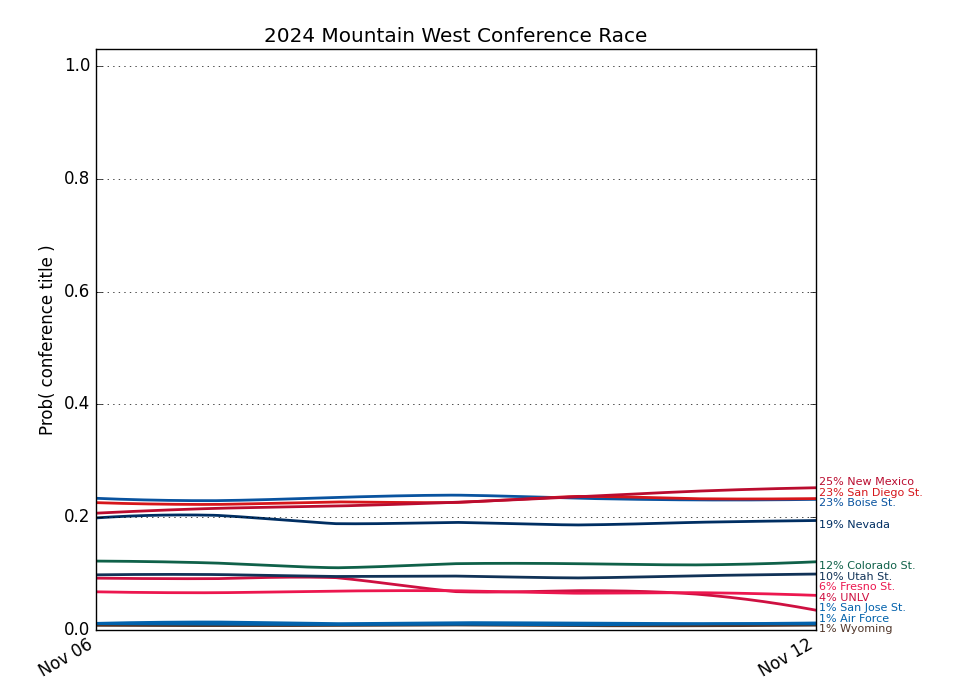 2024 Mountain West Conference Race
Prob( conference title )
1.0
0.8
0.6
0.4
0.2
0.0
Nov 06
Nov 12
25% New Mexico
23% San Diego St.
23% Boise St.
19% Nevada
12% Colorado St.
10% Utah St.
6% Fresno St.
4% UNLV
1% San Jose St.
1% Air Force
1% Wyoming